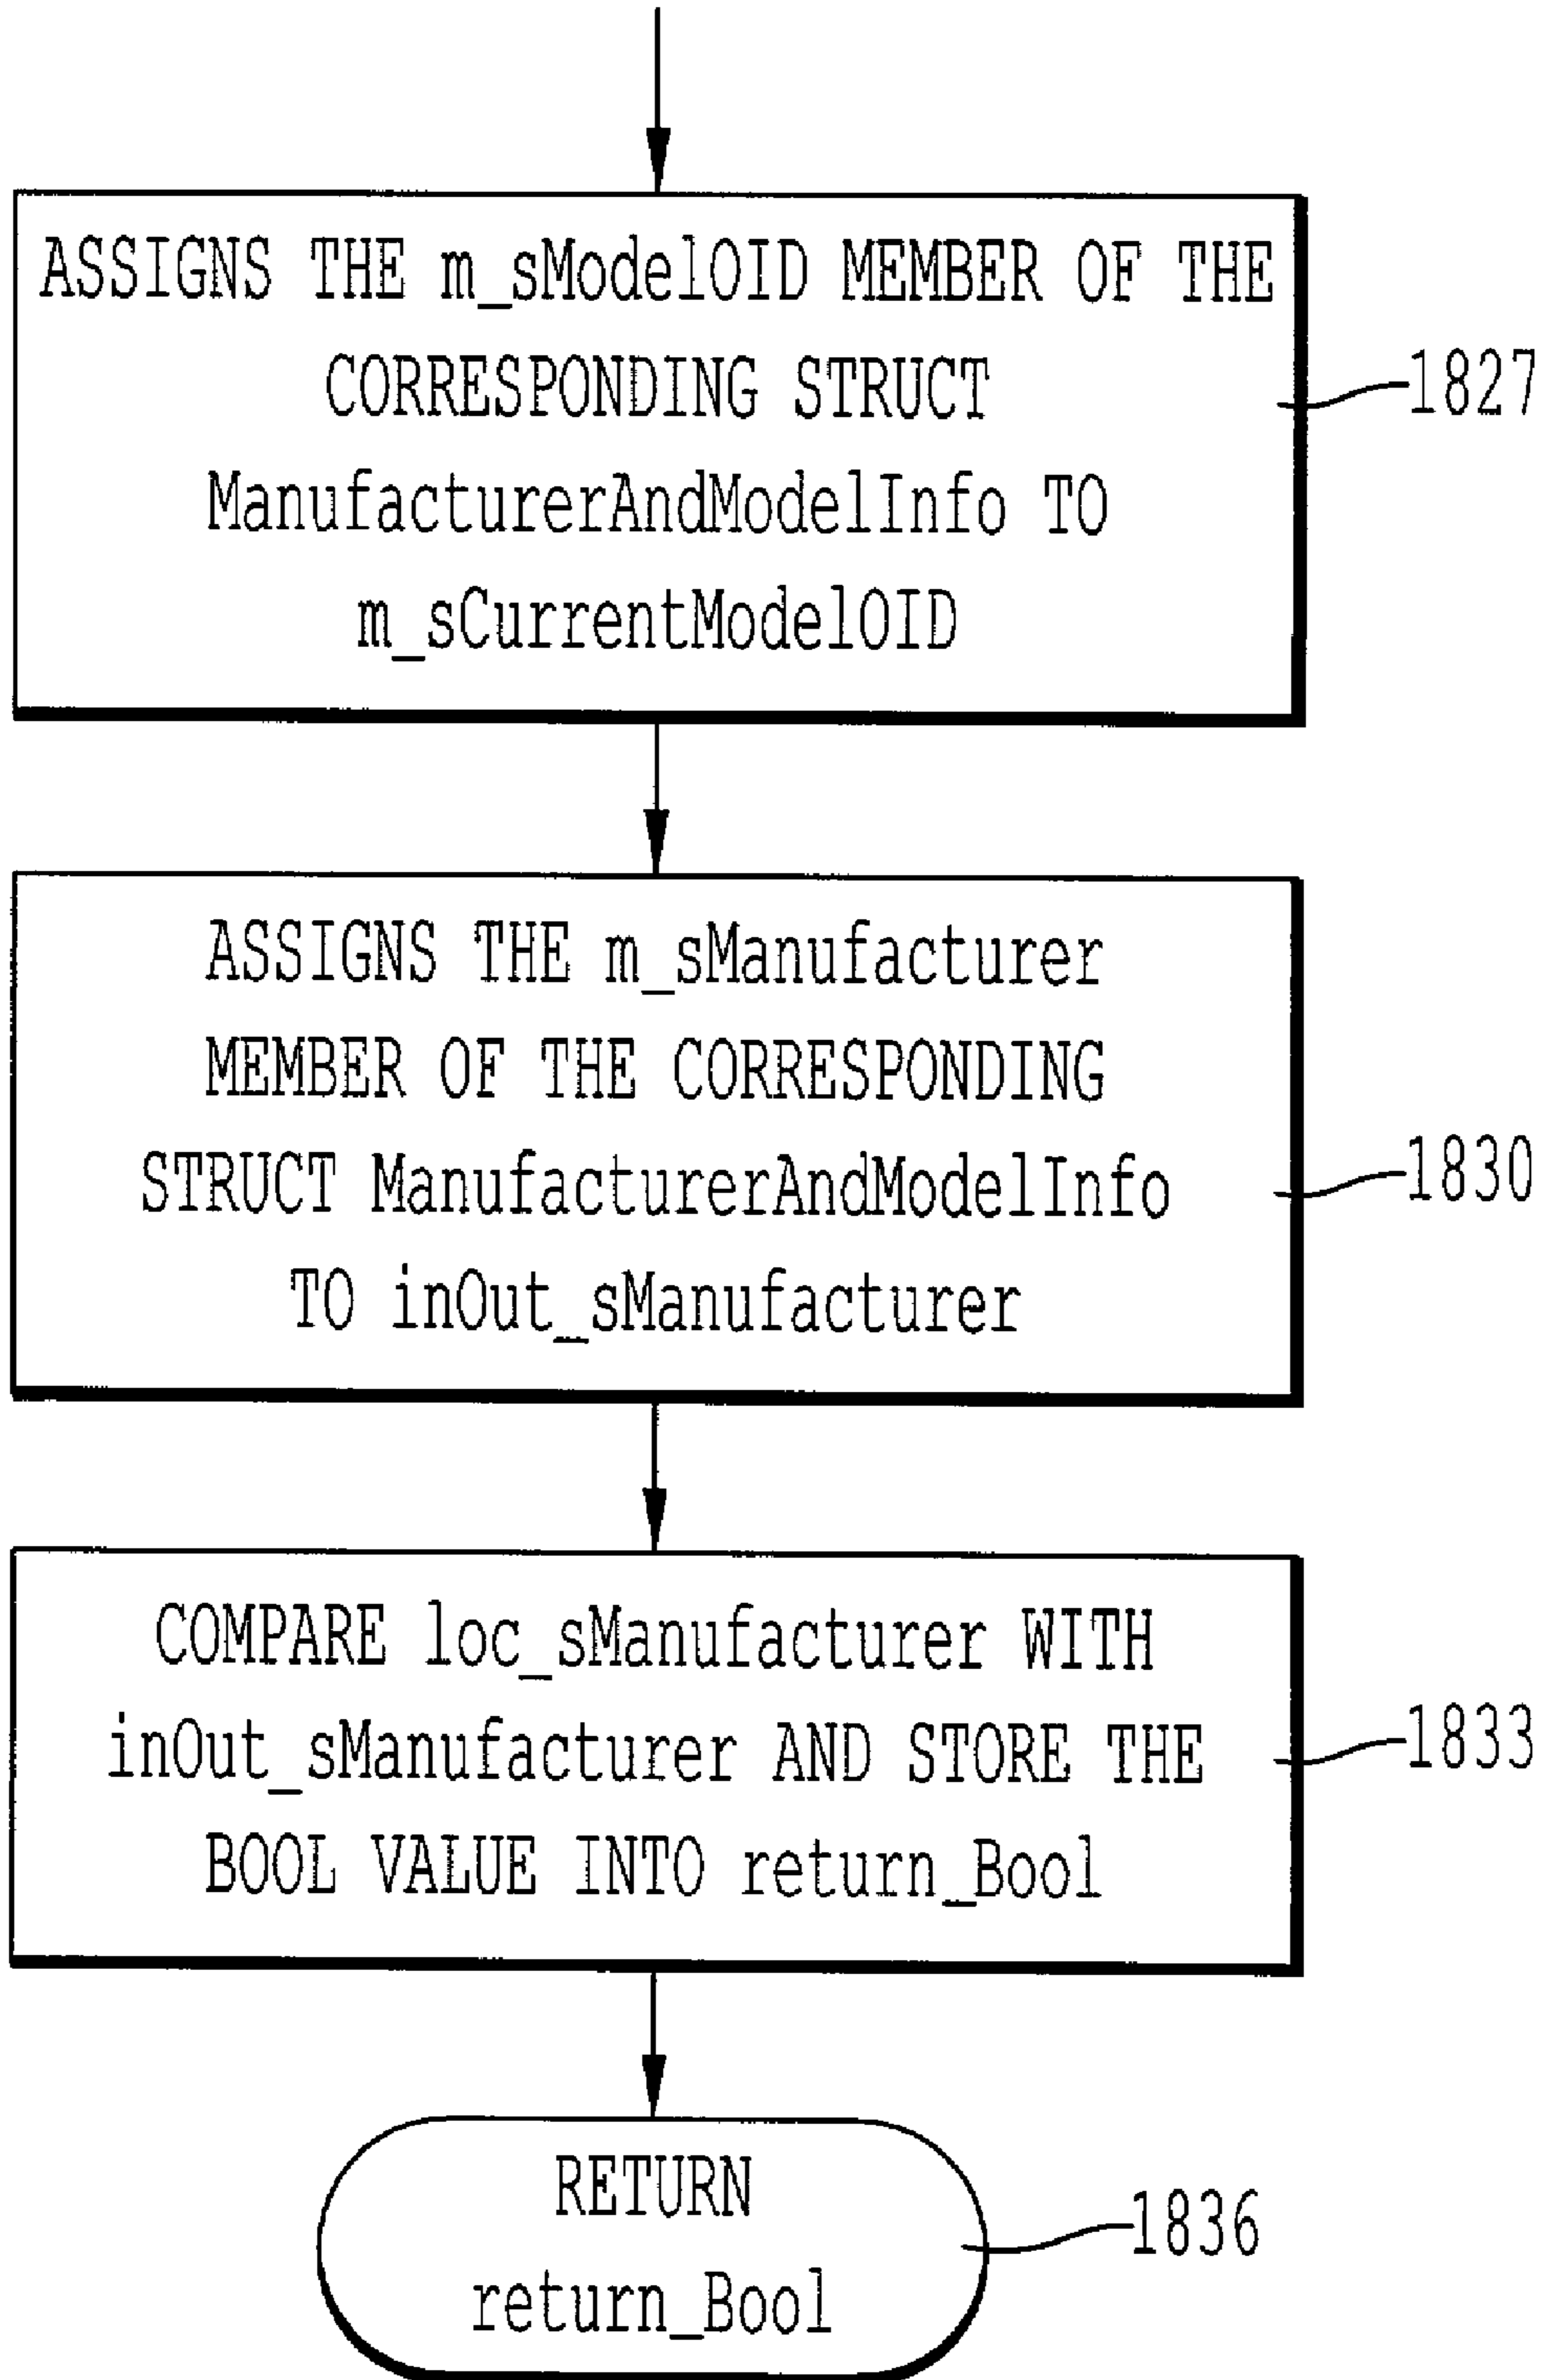 ASSIGNS THE m_sModelOID MEMBER OF THE
CORRESPONDING STRUCT
ManufacturerAndModelInfo TO
m_sCurrentModelOID
1827
ASSIGNS THE m_sManufacturer
MEMBER OF THE CORRESPONDING
STRUCT ManufacturerAndModelInfo
TO inOut_sManufacturer
1830
COMPARE loc_sManufacturer WITH
inOut_sManufacturer AND STORE THE
BOOL VALUE INTO return_Bool
1833
RETURN
return_Bool
1836